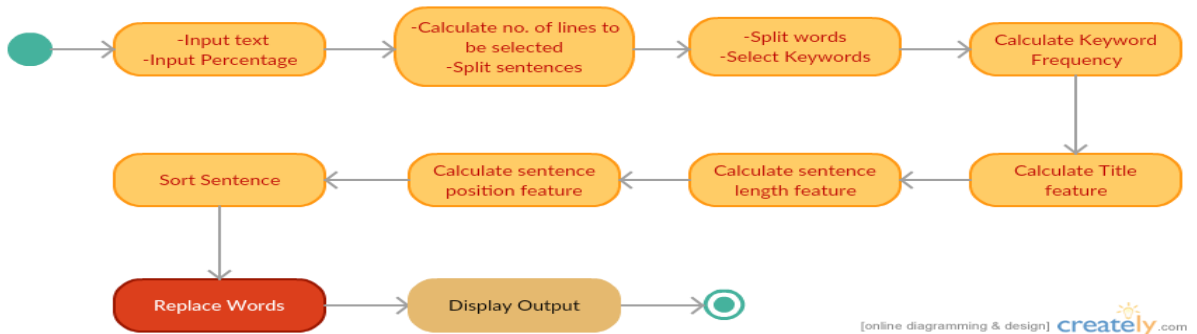 -Input text
-Input Percentage
-Calculate no. of lines to
be selected
-Split sentences
-Split words
-Select Keywords
Calculate Keyword
Frequency
Calculate Title
feature
Calculate sentence
length feature
Calculate sentence
position feature
Sort Sentence
Replace Words
Display Output
[online diagramming & design] creately.com